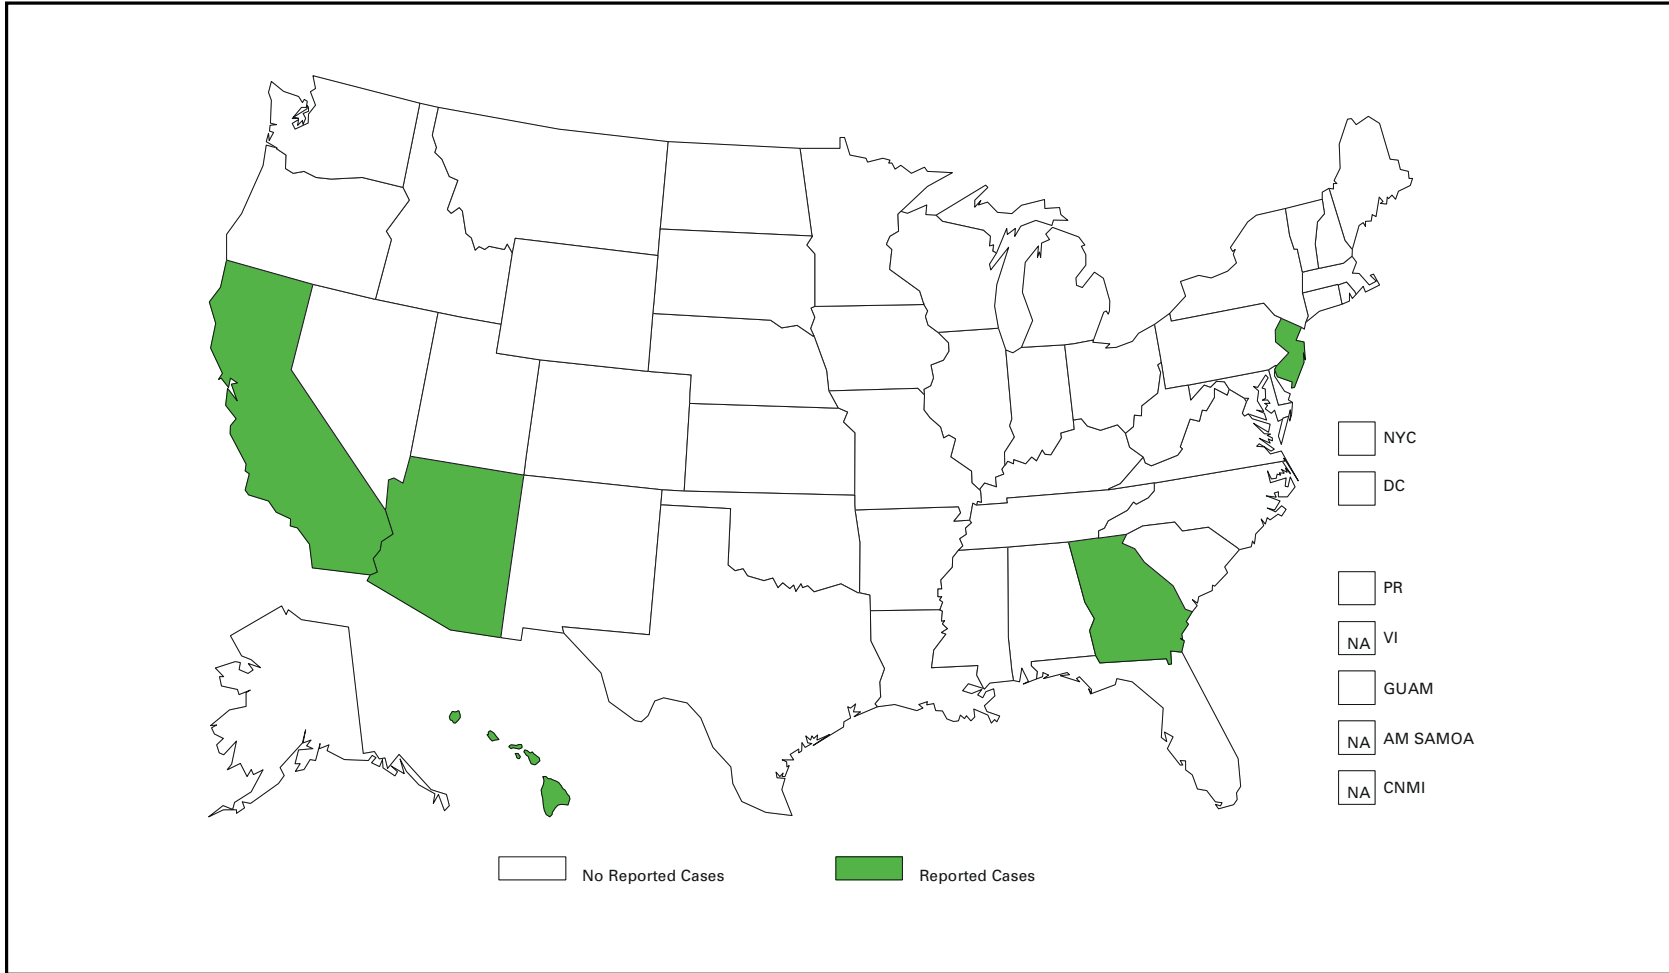 NYC
DC
PR
NA VI
GUAM
NA AM SAMOA
NA CNMI
No Reported Cases
Reported Cases